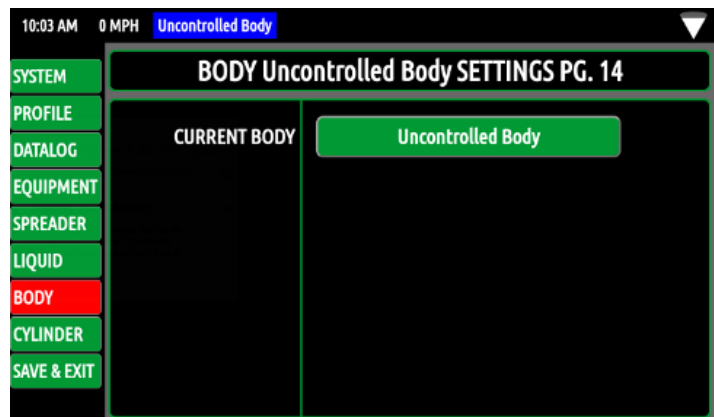 10:03 AM 0 MPH Uncontrolled Body
BODY Uncontrolled Body SETTINGS PG. 14
SYSTEM
PROFILE
DATALOG
EQUIPMENT
SPREADER
LIQUID
BODY
CYLINDER
SAVE & EXIT
CURRENT BODY Uncontrolled Body